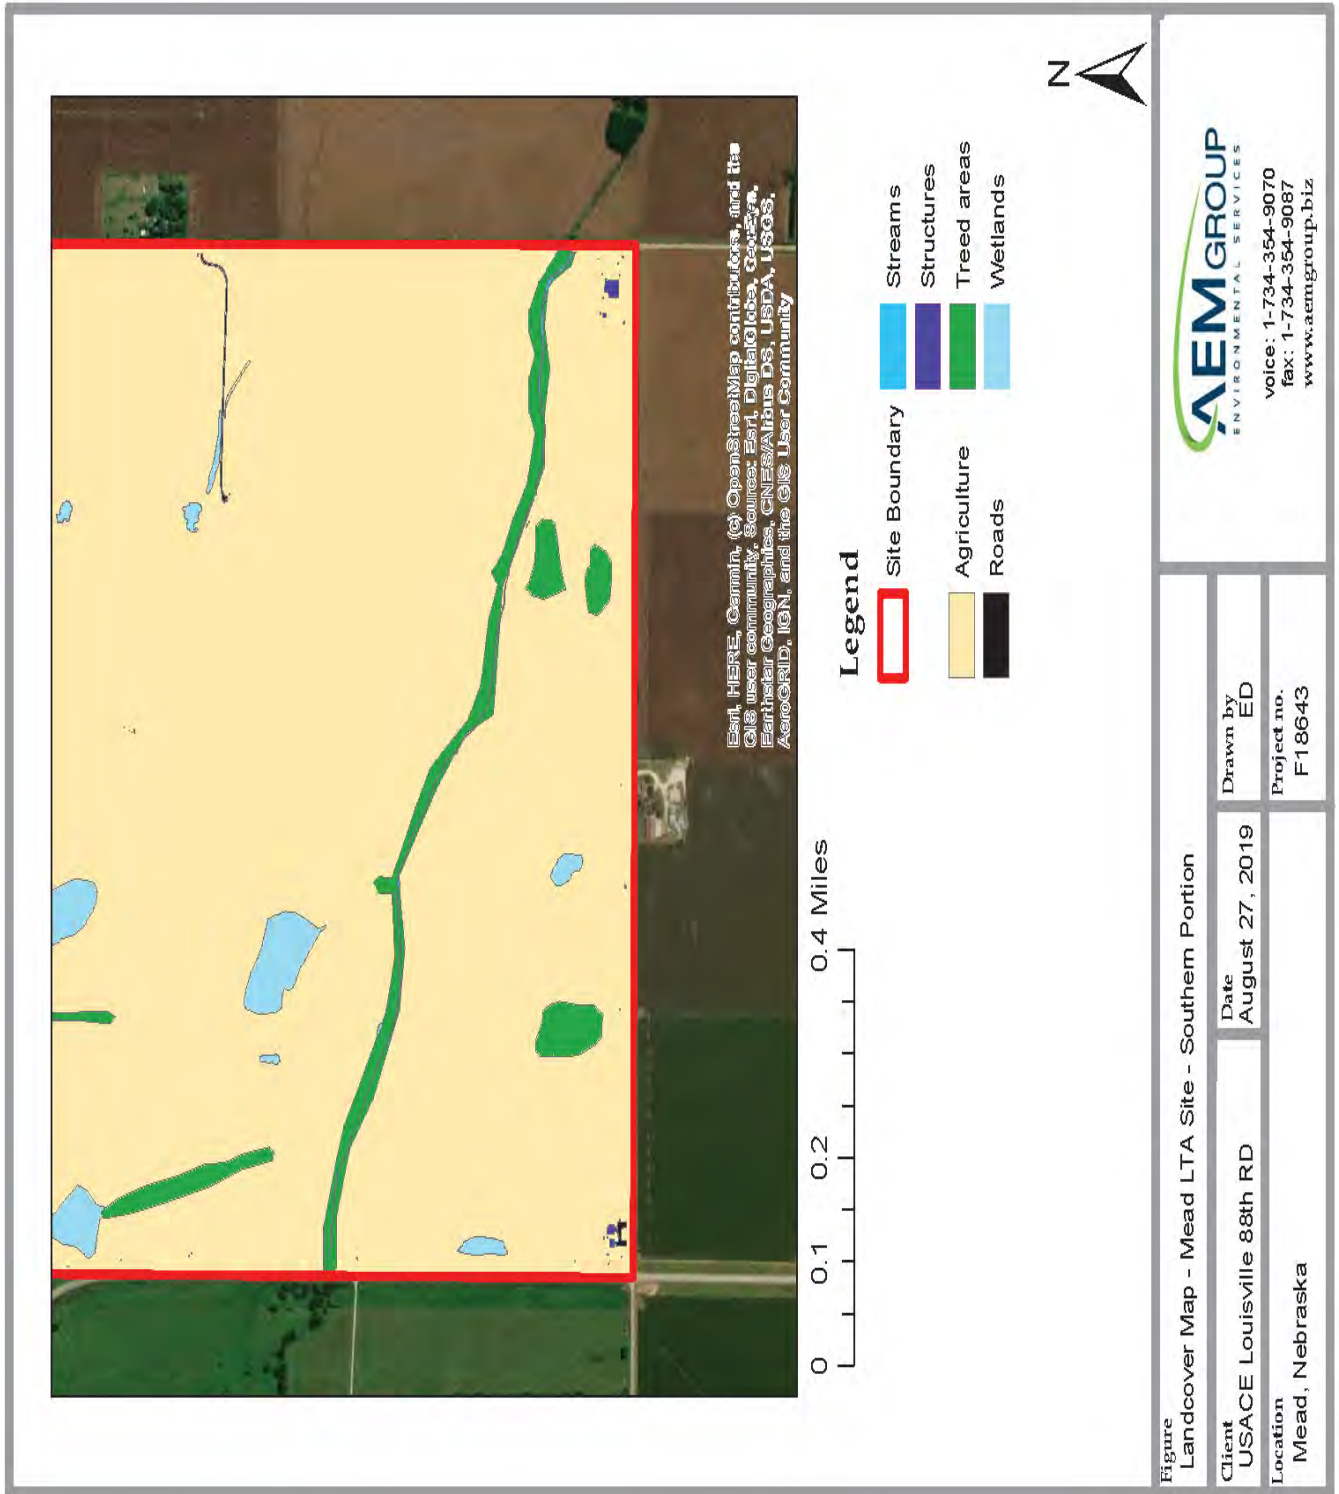 N
Esri, HERE, Garmin, (c) OpenStreetMap contributors, and the
GIS user community, Source: Esri, DigitalGlobe, GeoEye,
Earthstar Geographics, CNES/Airbus DS, USDA, USGS,
AeroGRID, IGN, and the GIS User Community
0
0.1
0.2
0.4 Miles
Legend
Site Boundary
Agriculture
Roads
Streams
Structures
Treed areas
Wetlands
Figure
Landcover Map - Mead LTA Site - Southern Portion
Client
USACE Louisville 88th RD
Date
August 27, 2019
Drawn by
ED
Location
Mead, Nebraska
Project no.
F18643
AEM GROUP
ENVIRONMENTAL SERVICES
voice: 1-734-354-9070
fax: 1-734-354-9087
www.aemgroup.biz